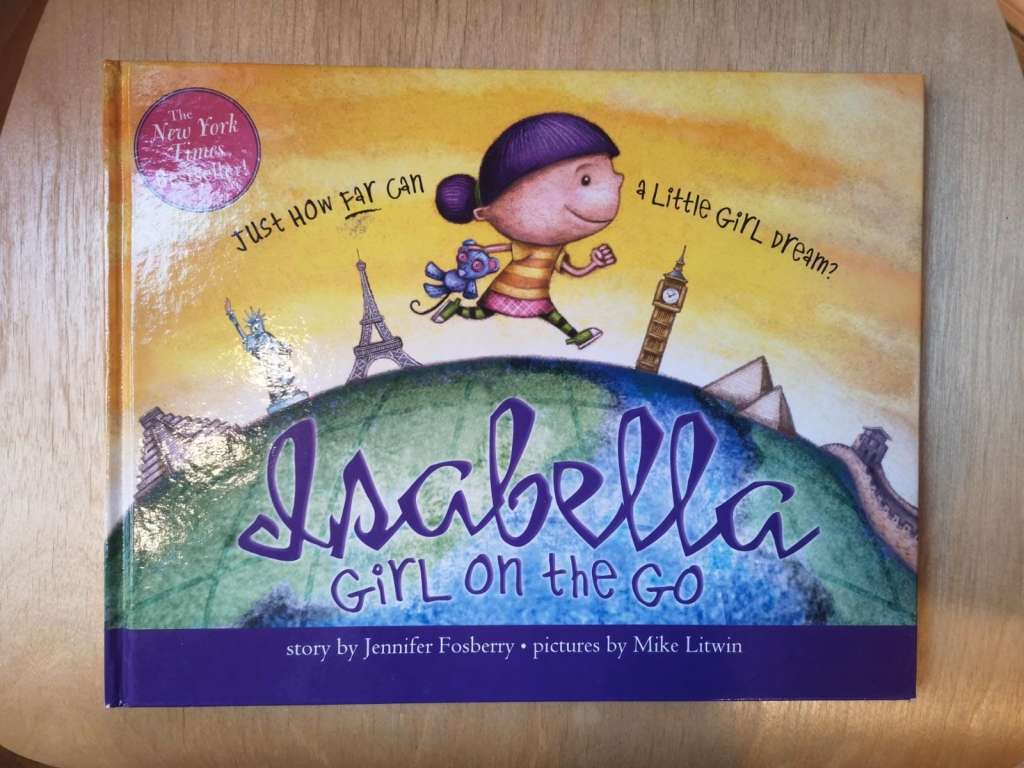 The
New York
Times
Bestseller!
Just How Far Can
a Little Girl Dream?
Isabella
Girl on the Go
story by Jennifer Fosberry • pictures by Mike Litwin